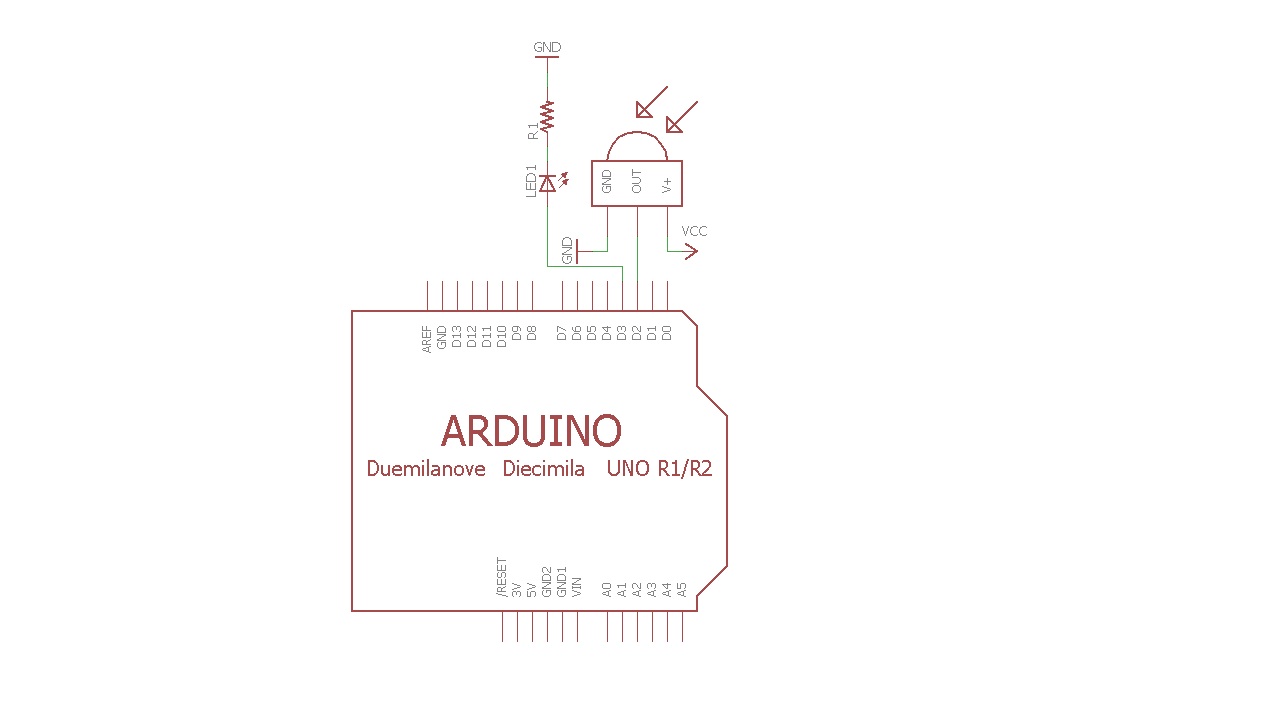 GND
R1
LED1
GND
OUT
V+
GND
VCC
AREF
GND
D13
D12
D11
D10
D9
D8
D7
D6
D5
D4
D3
D2
D1
D0
ARDUINO
Duemilanove Diecimila UNO R1/R2
/RESET
3V
5V
GND2
GND1
VIN
A0
A1
A2
A3
A4
A5